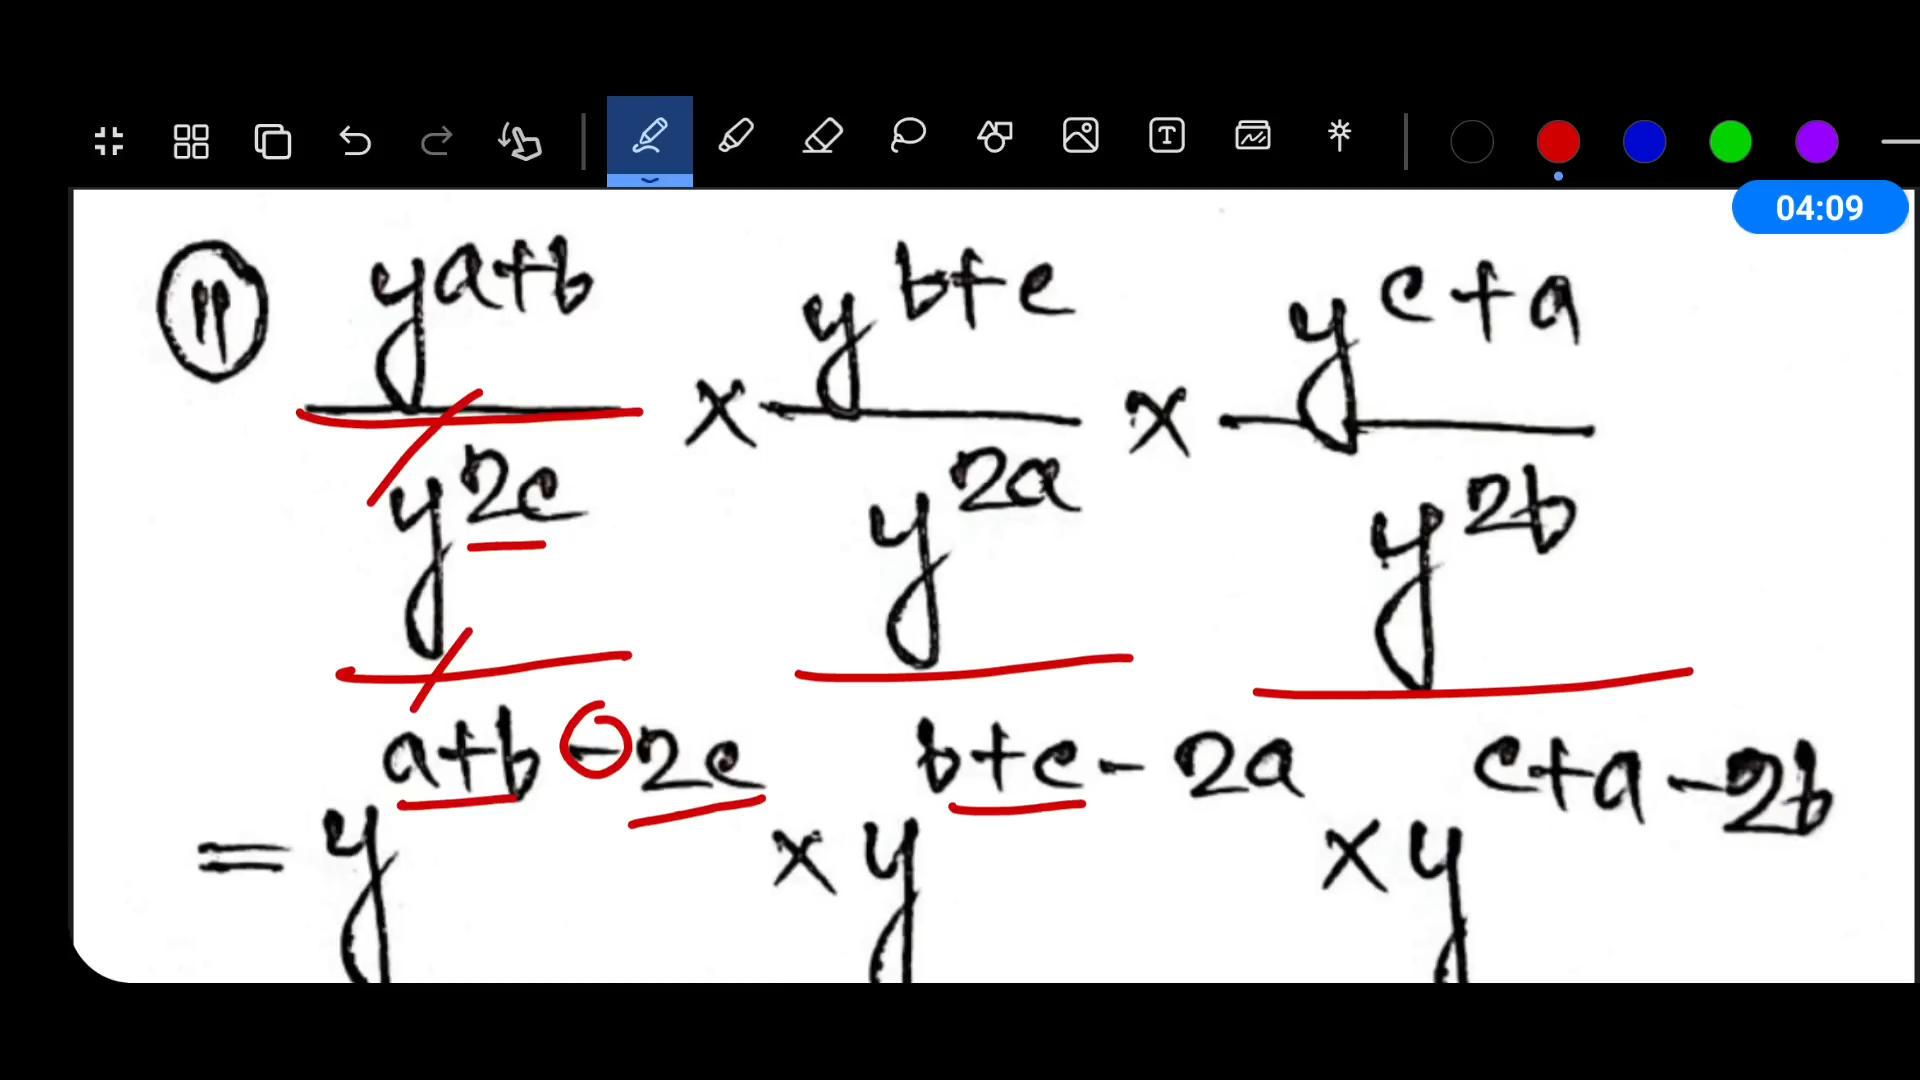 04:09
⑪ y^{a+b}/y^{2c} × y^{b+c}/y^{2a} × y^{c+a}/y^{2b}
= y^{a+b-2c} × y^{b+c-2a} × y^{c+a-2b}